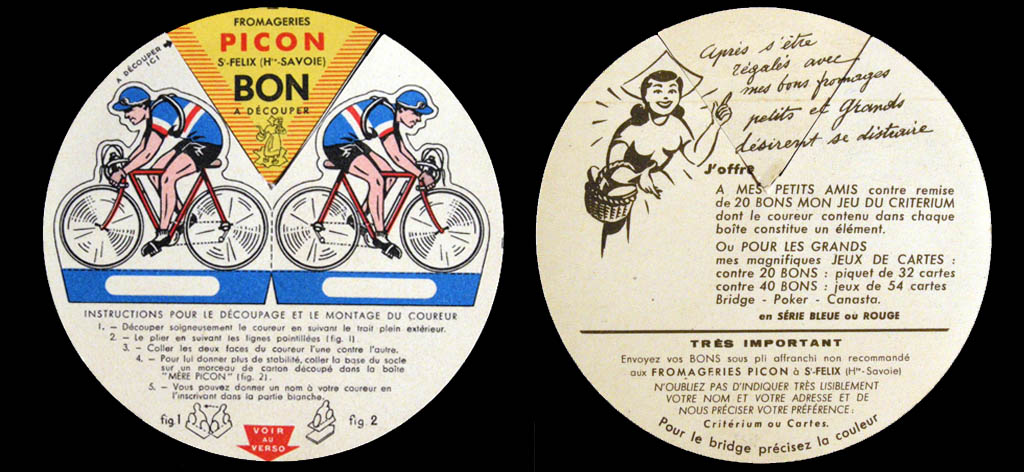 A DÉCOUPER
ICI
FROMAGERIES
PICON
St-FELIX (Hte-SAVOIE)
BON
A DÉCOUPER
INSTRUCTIONS POUR LE DÉCOUPAGE ET LE MONTAGE DU COUREUR
1. — Découper soigneusement le coureur en suivant le trait plein extérieur.
2. — Le plier en suivant les lignes pointillées (fig 1).
3. — Coller les deux faces du coureur l'une contre l'autre.
4. — Pour lui donner plus de stabilité, coller la base du socle
sur un morceau de carton découpé dans la boîte
"MÈRE PICON" (fig. 2).
5. — Vous pouvez donner un nom à votre coureur en
l'inscrivant dans la partie blanche.
fig.1
fig. 2
VOIR
AU
VERSO
Après s'être
régalés avec
mes bons fromages
petits et Grands
désirent se distraire
J'offre
A MES PETITS AMIS contre remise
de 20 BONS MON JEU DU CRITERIUM
dont le coureur contenu dans chaque
boîte constitue un élément.
Ou POUR LES GRANDS
mes magnifiques JEUX DE CARTES :
contre 20 BONS : piquet de 32 cartes
contre 40 BONS : jeux de 54 cartes
Bridge - Poker - Canasta.
en SÉRIE BLEUE ou ROUGE
TRÈS IMPORTANT
Envoyez vos BONS sous pli affranchi non recommandé
aux FROMAGERIES PICON à St-FELIX (Hte-Savoie)
N'OUBLIEZ PAS D'INDIQUER TRÈS LISIBLEMENT
VOTRE NOM ET VOTRE ADRESSE ET DE
NOUS PRÉCISER VOTRE PRÉFÉRENCE :
Critérium ou Cartes.
Pour le bridge précisez la couleur